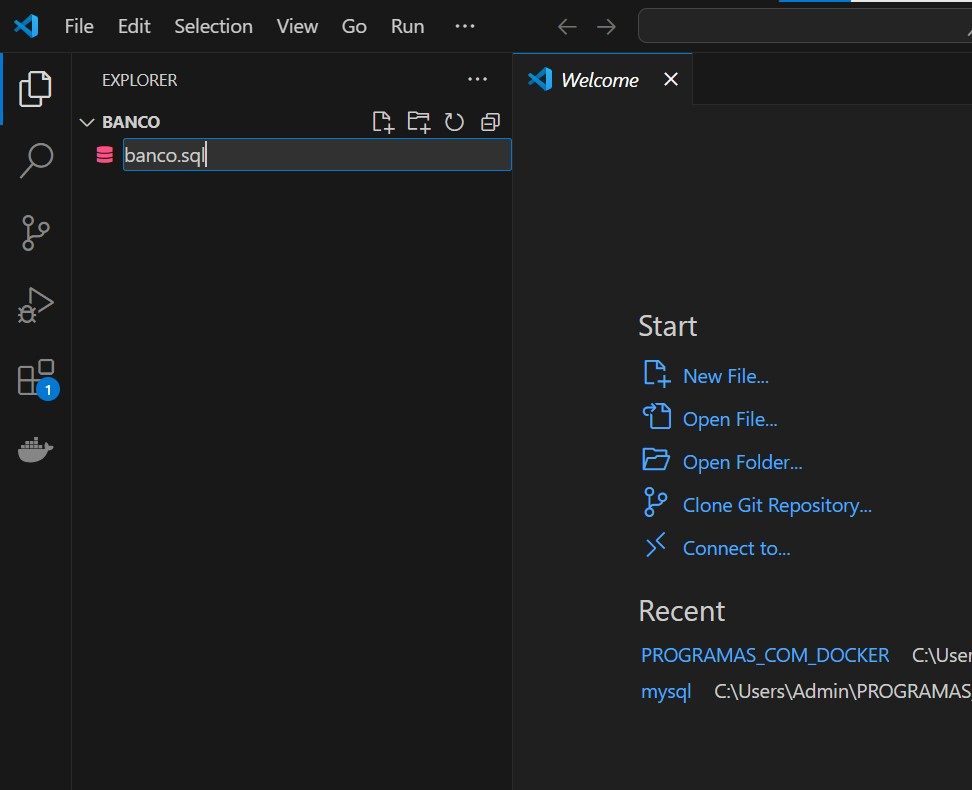 File Edit Selection View Go Run ···
EXPLORER ···
Welcome
BANCO
banco.sql
Start
New File...
Open File...
Open Folder...
1
Clone Git Repository...
Connect to...
Recent
PROGRAMAS_COM_DOCKER C:\User
mysql C:\Users\Admin\PROGRAMAS_